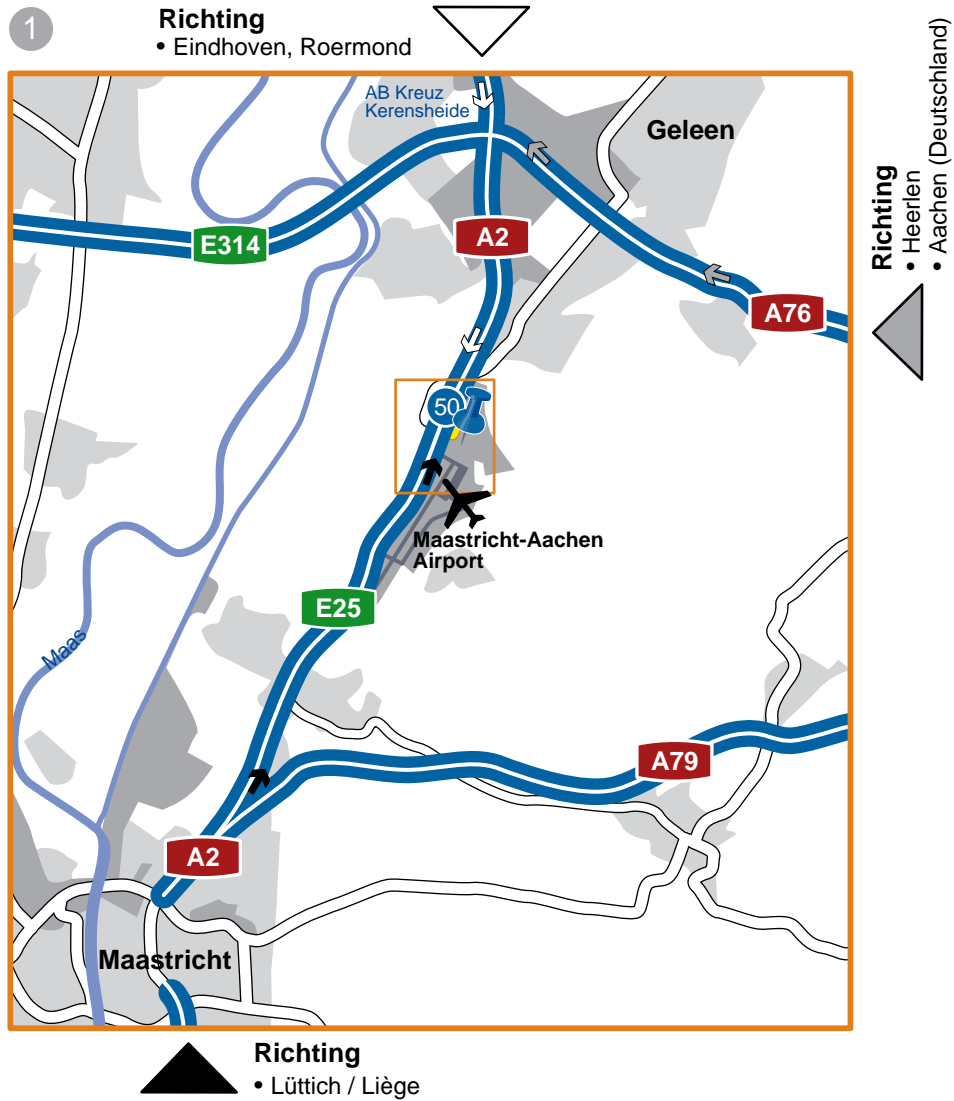 1
Richting
• Eindhoven, Roermond
AB Kreuz
Kerensheide
Geleen
Richting
• Heerlen
• Aachen (Deutschland)
E314
A2
A76
50
Maastricht-Aachen
Airport
E25
Maas
A79
A2
Maastricht
Richting
• Lüttich / Liège